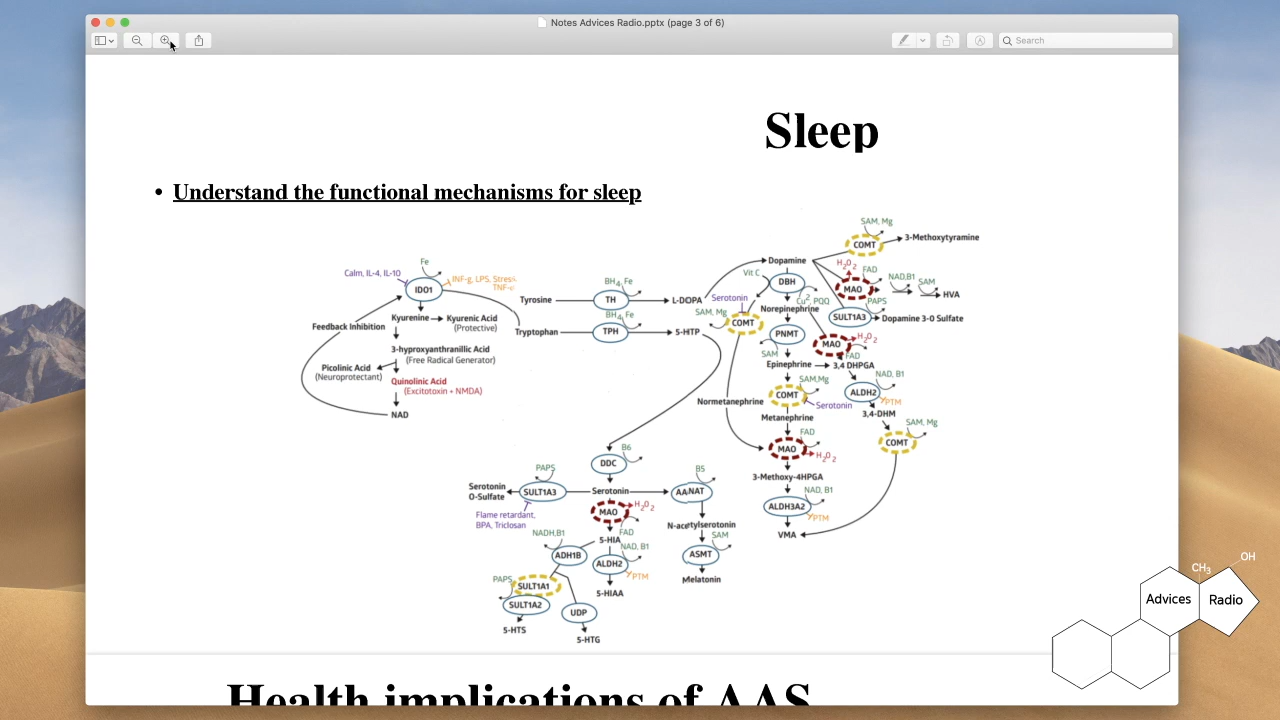 Notes Advices Radio.pptx (page 3 of 6)
Search
Sleep
• Understand the functional mechanisms for sleep
SAM, Mg
COMT
3-Methoxytyramine
Dopamine
Vit C
DBH
H2O2
FAD
MAO
NAD,B1
SAM
HVA
PAPS
SULT1A3
Dopamine 3-0 Sulfate
Cu2, PQQ
Fe
Calm, IL-4, IL-10
INF-g, LPS, Stress
TNF-α
IDO1
Kyurenine
Kyurenic Acid
(Protective)
Feedback Inhibition
3-hyproxyanthranillic Acid
(Free Radical Generator)
Picolinic Acid
(Neuroprotectant)
Quinolinic Acid
(Excitotoxin + NMDA)
NAD
Tyrosine
BH4, Fe
TH
L-DOPA
Tryptophan
BH4, Fe
TPH
5-HTP
Serotonin
SAM, Mg
COMT
Norepinephrine
PNMT
MAO
H2O2
FAD
SAM
Epinephrine
3,4 DHPGA
SAM,Mg
COMT
Serotonin
NAD, B1
ALDH2
PTM
3,4-DHM
Normetanephrine
Metanephrine
SAM, Mg
COMT
FAD
MAO
H2O2
3-Methoxy-4HPGA
NAD, B1
ALDH3A2
PTM
VMA
B6
DDC
PAPS
Serotonin
O-Sulfate
SULT1A3
Serotonin
B5
AANAT
Flame retardant,
BPA, Triclosan
MAO
H2O2
FAD
N-acetylserotonin
NADH,B1
5-HIA
NAD, B1
SAM
ADH1B
ALDH2
PTM
ASMT
Melatonin
PAPS
SULT1A1
5-HIAA
SULT1A2
UDP
5-HTS
5-HTG
CH3
OH
Advices
Radio
Health implications of AAS